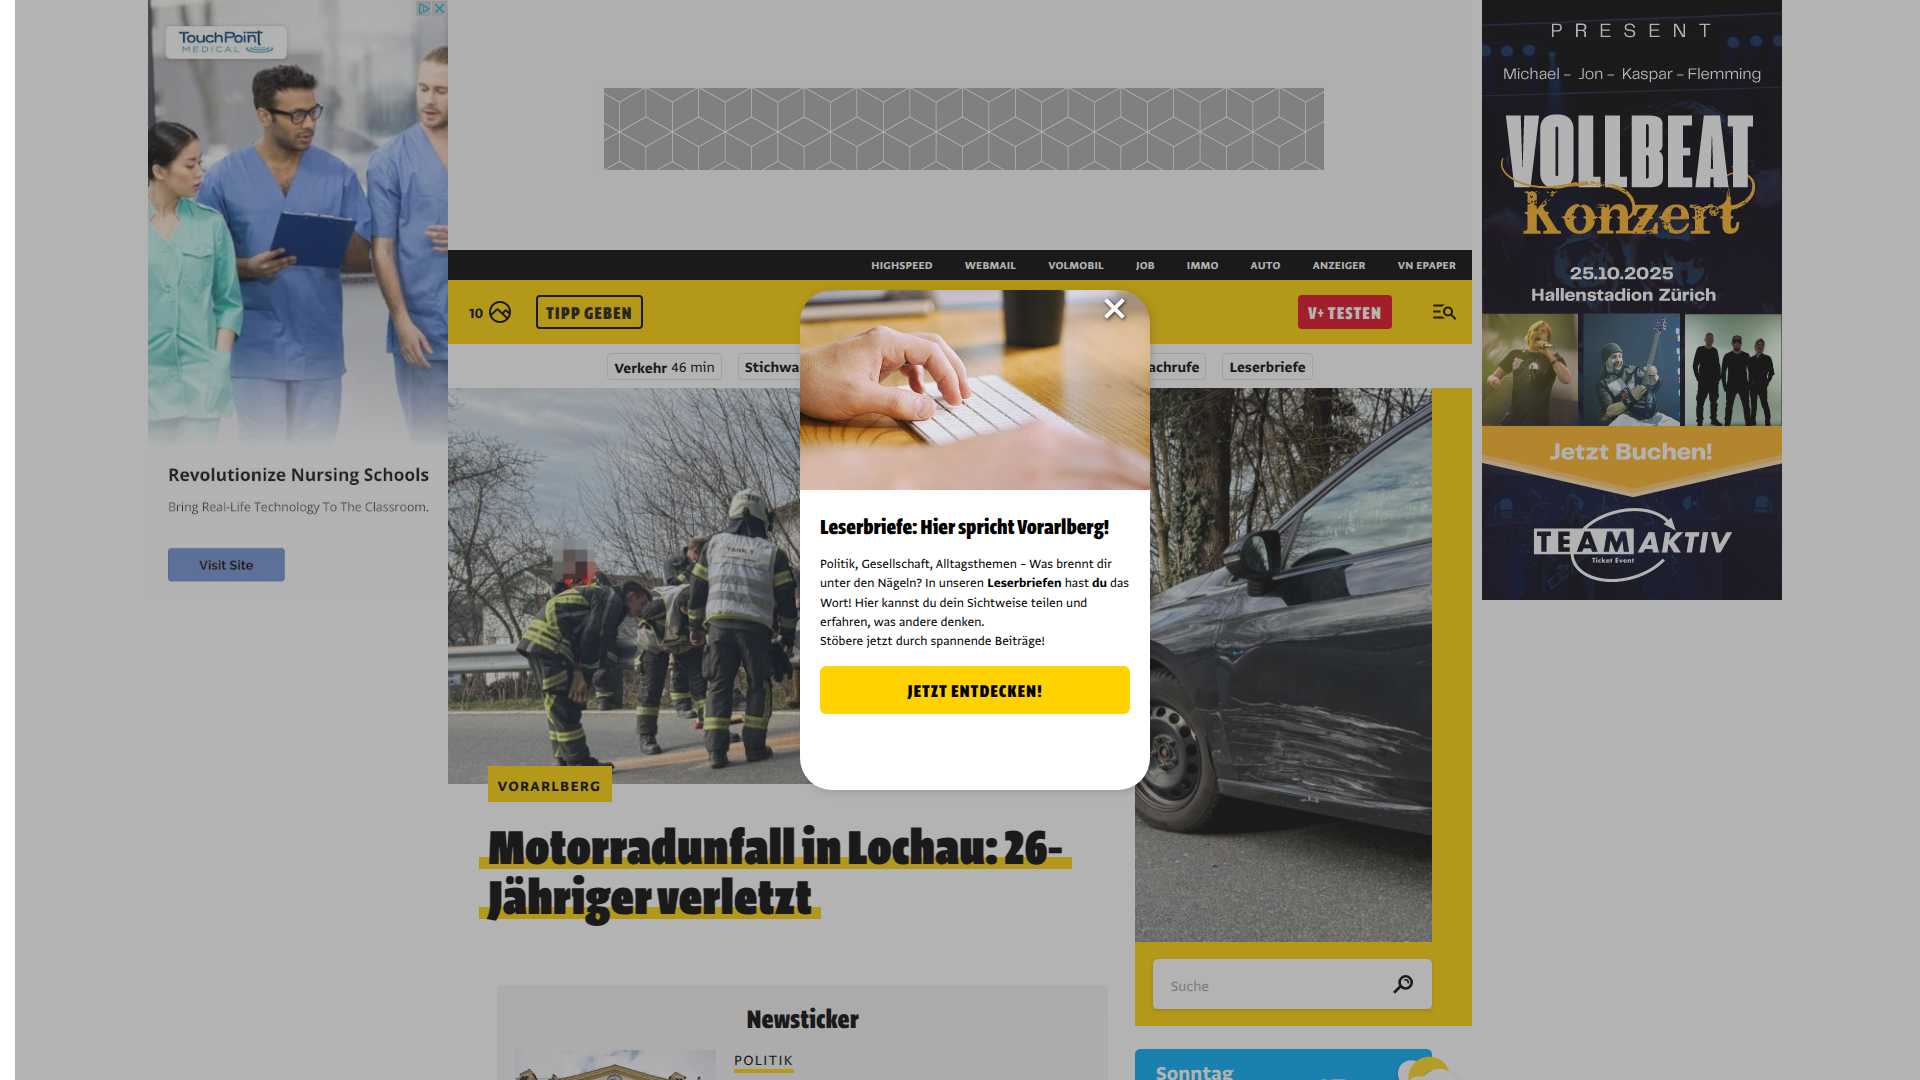 TouchPoint
MEDICAL
Revolutionize Nursing Schools
Bring Real-Life Technology To The Classroom.
Visit Site
HIGHSPEED WEBMAIL VOLMOBIL JOB IMMO AUTO ANZEIGER VN EPAPER
10 TIPP GEBEN V+ TESTEN
Verkehr 46 min Leserbriefe
TANK 1
Leserbriefe: Hier spricht Vorarlberg!
Politik, Gesellschaft, Alltagsthemen – Was brennt dir
unter den Nägeln? In unseren Leserbriefen hast du das
Wort! Hier kannst du dein Sichtweise teilen und
erfahren, was andere denken.
Stöbere jetzt durch spannende Beiträge!
JETZT ENTDECKEN!
VORARLBERG
Motorradunfall in Lochau: 26-
Jähriger verletzt
Newsticker
POLITIK
Suche
Sonntag
PRESENT
Michael – Jon – Kaspar – Flemming
VOLLBEAT
Konzert
25.10.2025
Hallenstadion Zürich
Jetzt Buchen!
TEAM AKTIV
Ticket Event